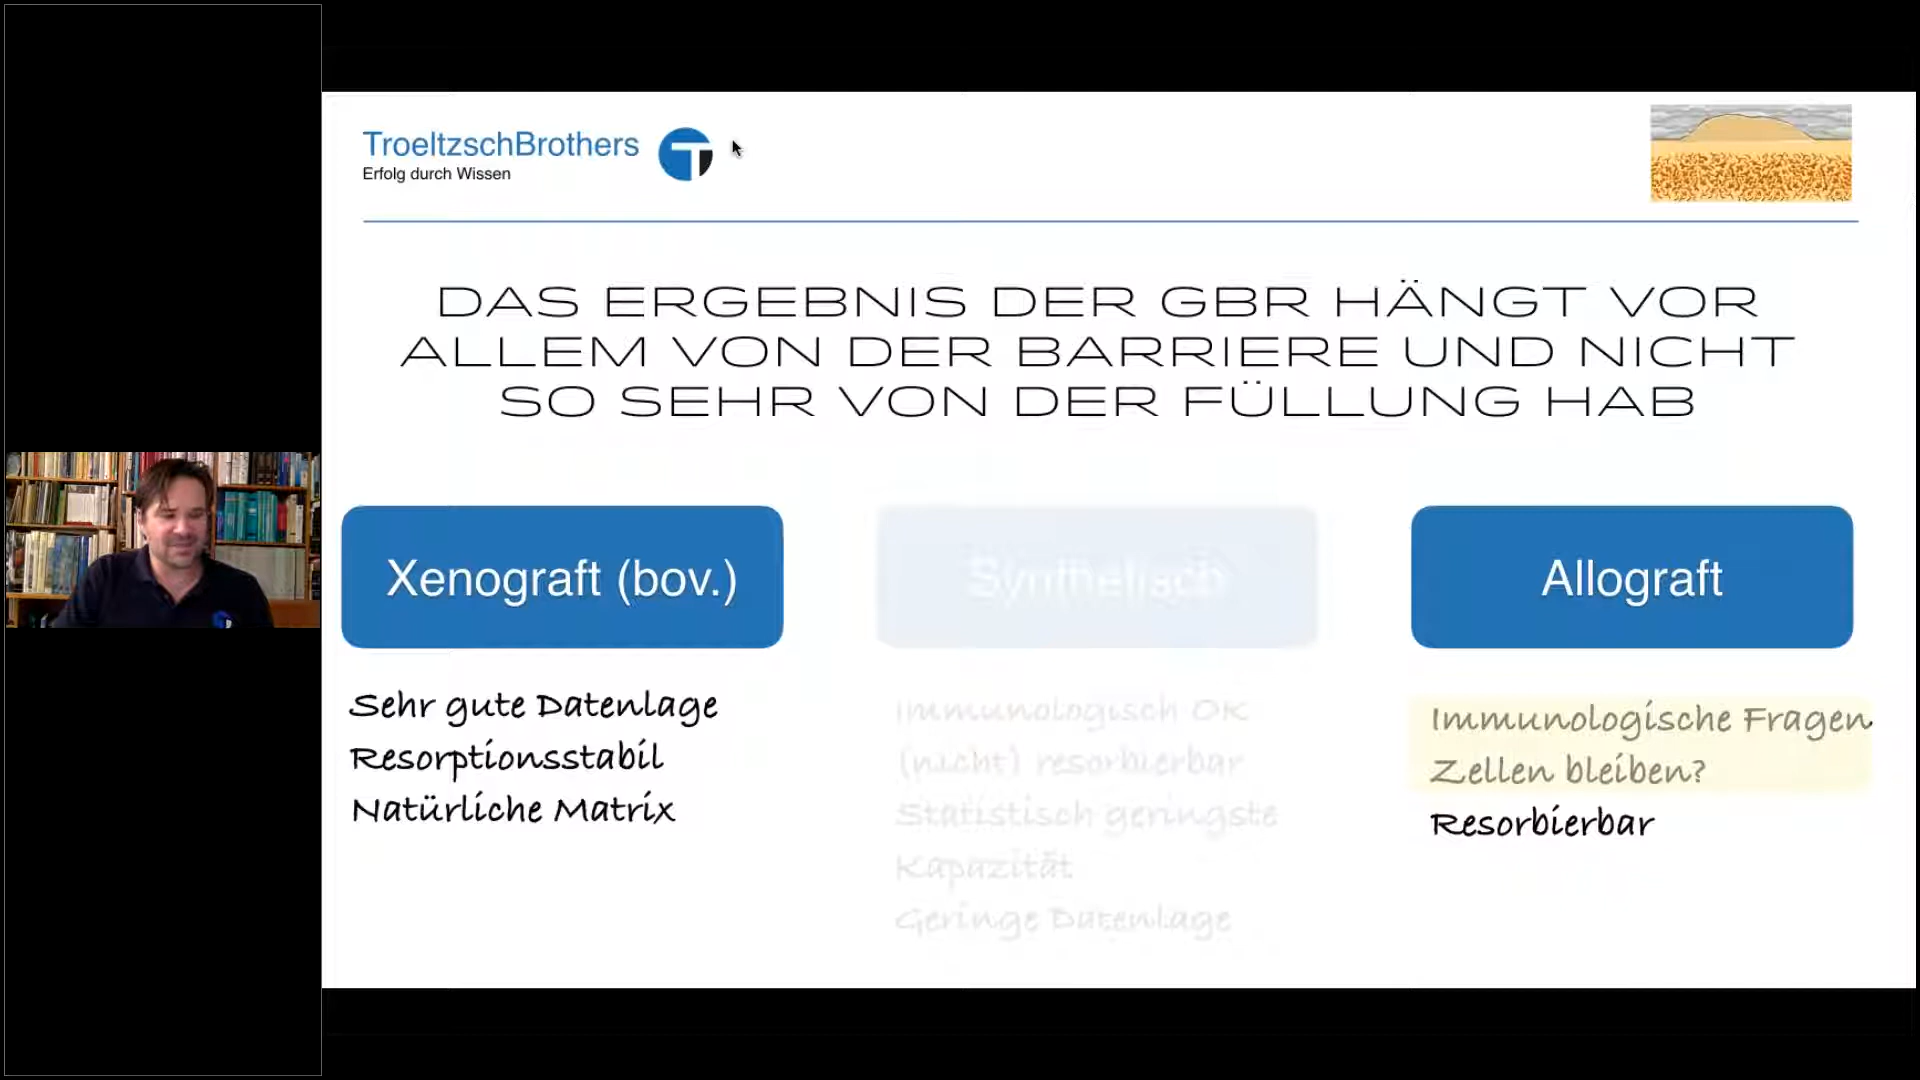 TroeltzschBrothers
Erfolg durch Wissen
DAS ERGEBNIS DER GBR HÄNGT VOR
ALLEM VON DER BARRIERE UND NICHT
SO SEHR VON DER FÜLLUNG HAB
Xenograft (bov.)
Sehr gute Datenlage
Resorptionsstabil
Natürliche Matrix
Synthetisch
Immunologisch OK
(nicht) resorbierbar
Statistisch geringste
Kapazität
Geringe Datenlage
Allograft
Immunologische Fragen
Zellen bleiben?
Resorbierbar